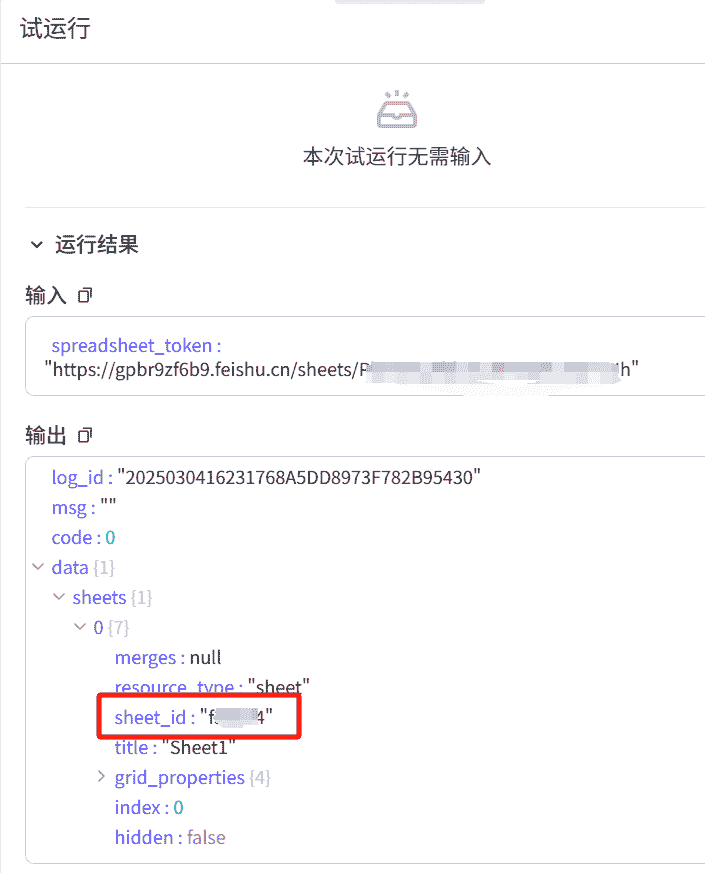 试运行
本次试运行无需输入
运行结果
输入
spreadsheet_token :
"https://gpbr9zf6b9.feishu.cn/sheets/
输出
log_id : "2025030416231768A5DD8973F782B95430"
msg : ""
code : 0
data {1}
sheets {1}
0 {7}
merges : null
resource_type : "sheet"
sheet_id :
title : "Sheet1"
grid_properties {4}
index : 0
hidden : false